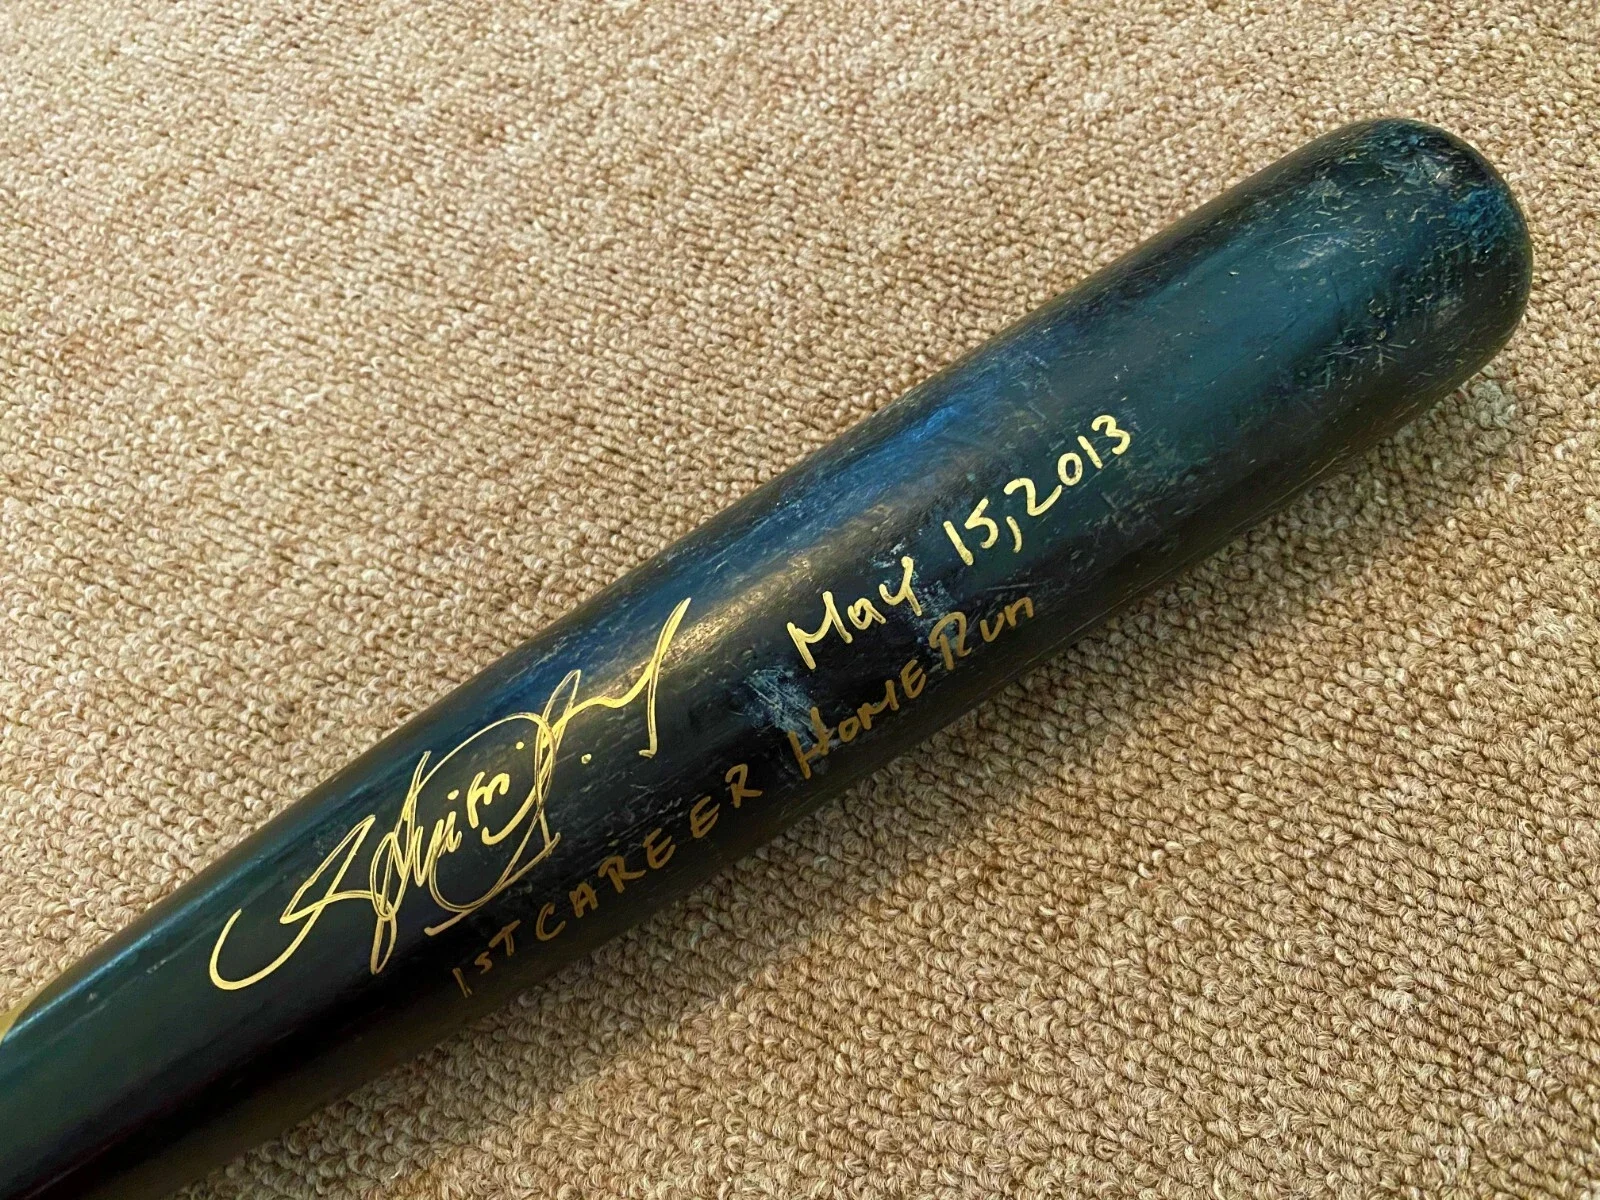 May 15, 2013
1ST CAREER HOME RUN